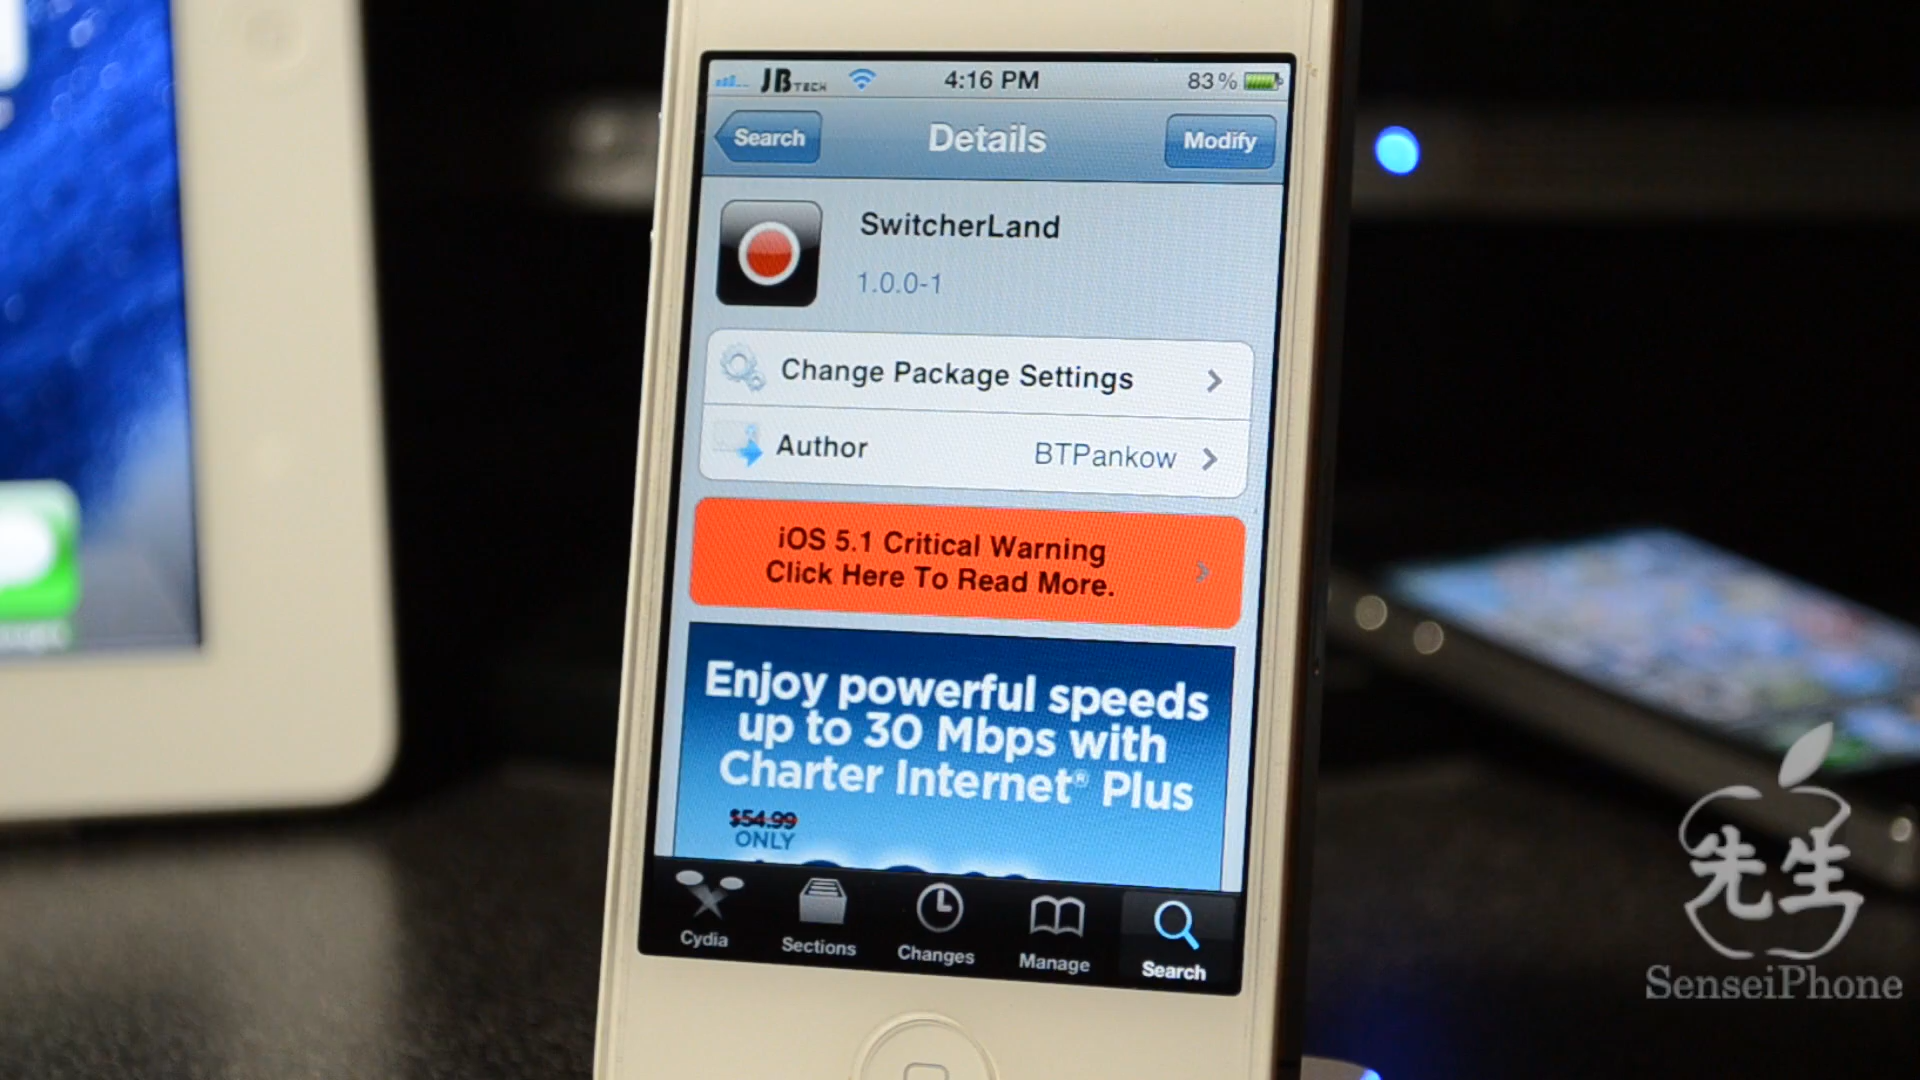 JB TECH 4:16 PM 83%
Search Details Modify
SwitcherLand
1.0.0-1
Change Package Settings
Author BTPankow
iOS 5.1 Critical Warning
Click Here To Read More.
Enjoy powerful speeds
up to 30 Mbps with
Charter Internet® Plus
$54.99
ONLY
Cydia Sections Changes Manage Search
先生
SenseiPhone